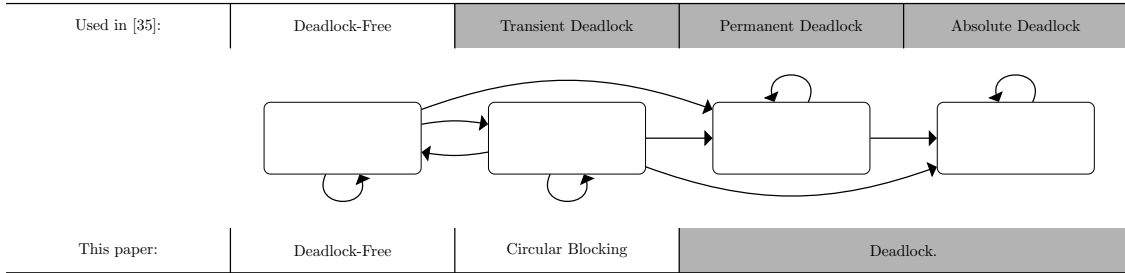 Used in [35]: Deadlock-Free Transient Deadlock Permanent Deadlock Absolute Deadlock
This paper: Deadlock-Free Circular Blocking Deadlock.